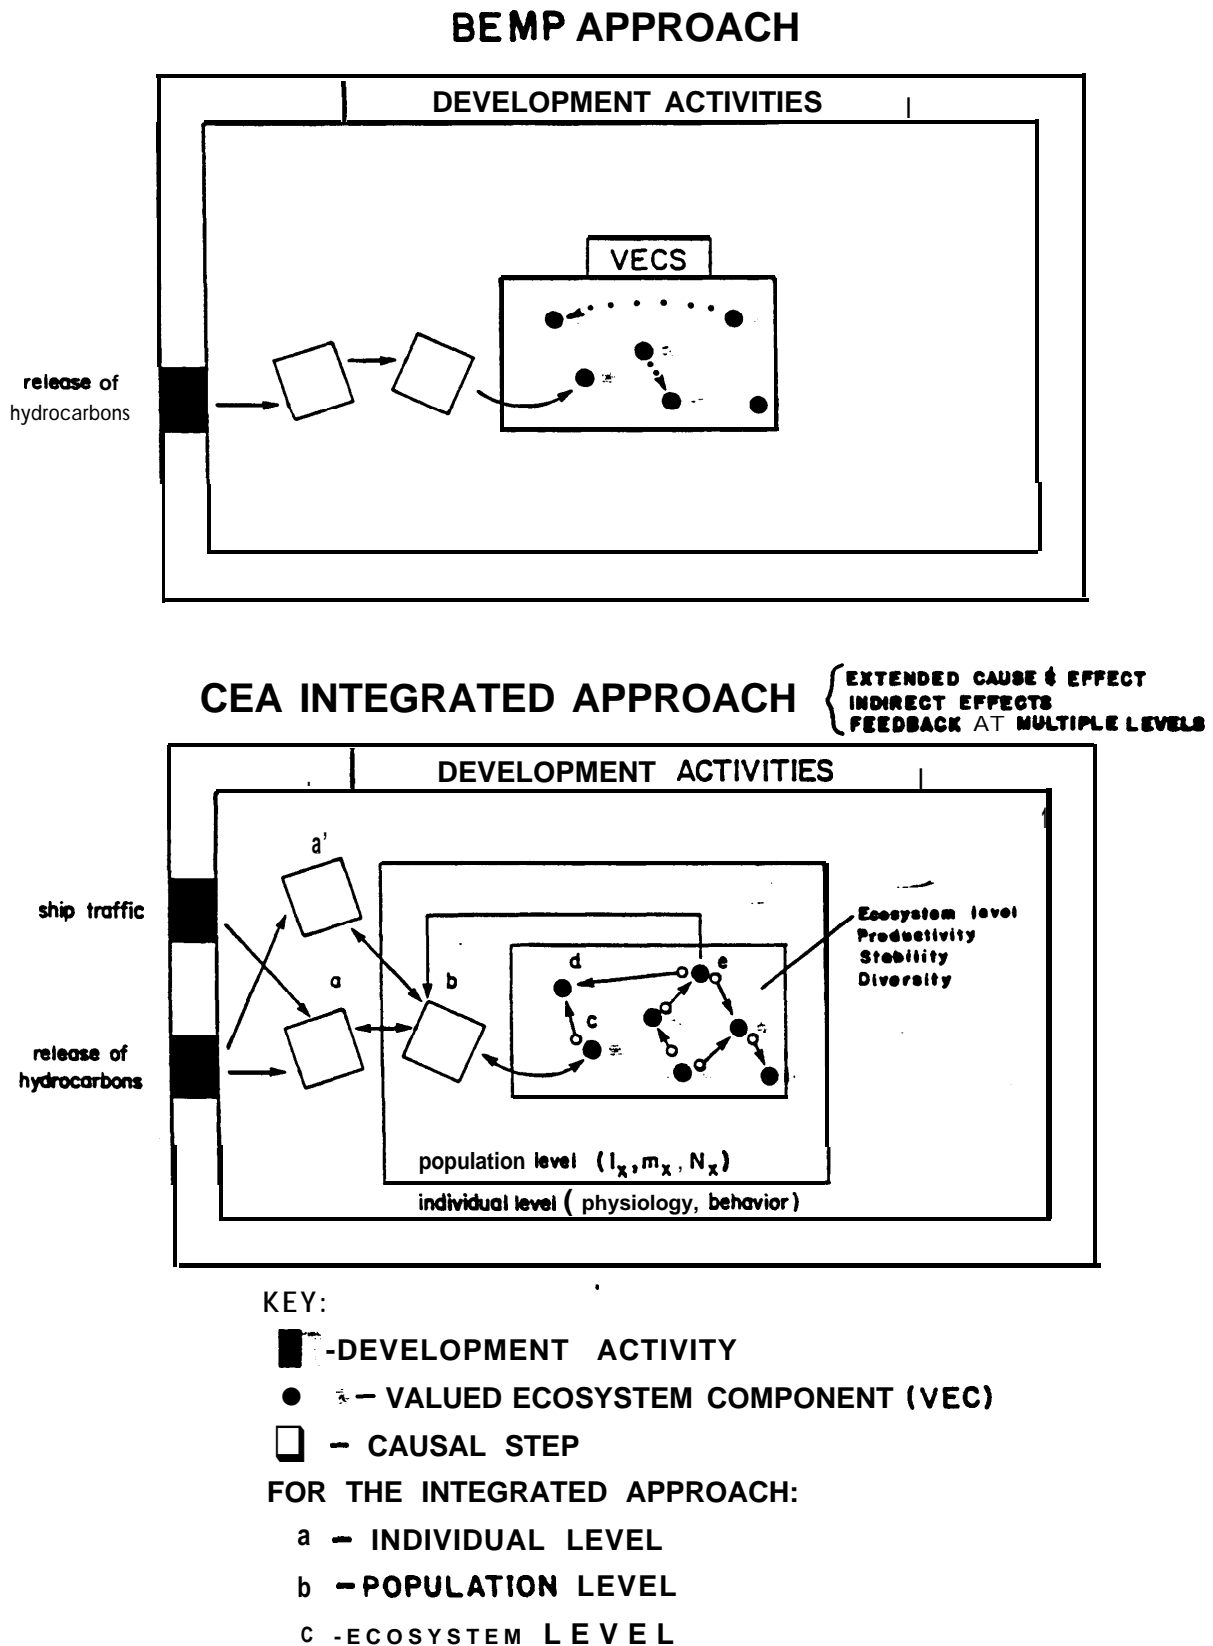 BEMP APPROACH
DEVELOPMENT ACTIVITIES
VECS
release of
hydrocarbons
CEA INTEGRATED APPROACH
EXTENDED CAUSE & EFFECT
INDIRECT EFFECTS
FEEDBACK AT MULTIPLE LEVELS
DEVELOPMENT ACTIVITIES
a'
ship traffic
a
b
d
e
c
Ecosystem level
Productivity
Stability
Diversity
release of
hydrocarbons
population level (lx, mx, Nx)
individual level ( physiology, behavior)
KEY:
-DEVELOPMENT ACTIVITY
* – VALUED ECOSYSTEM COMPONENT (VEC)
– CAUSAL STEP
FOR THE INTEGRATED APPROACH:
a – INDIVIDUAL LEVEL
b – POPULATION LEVEL
c - ECOSYSTEM LEVEL